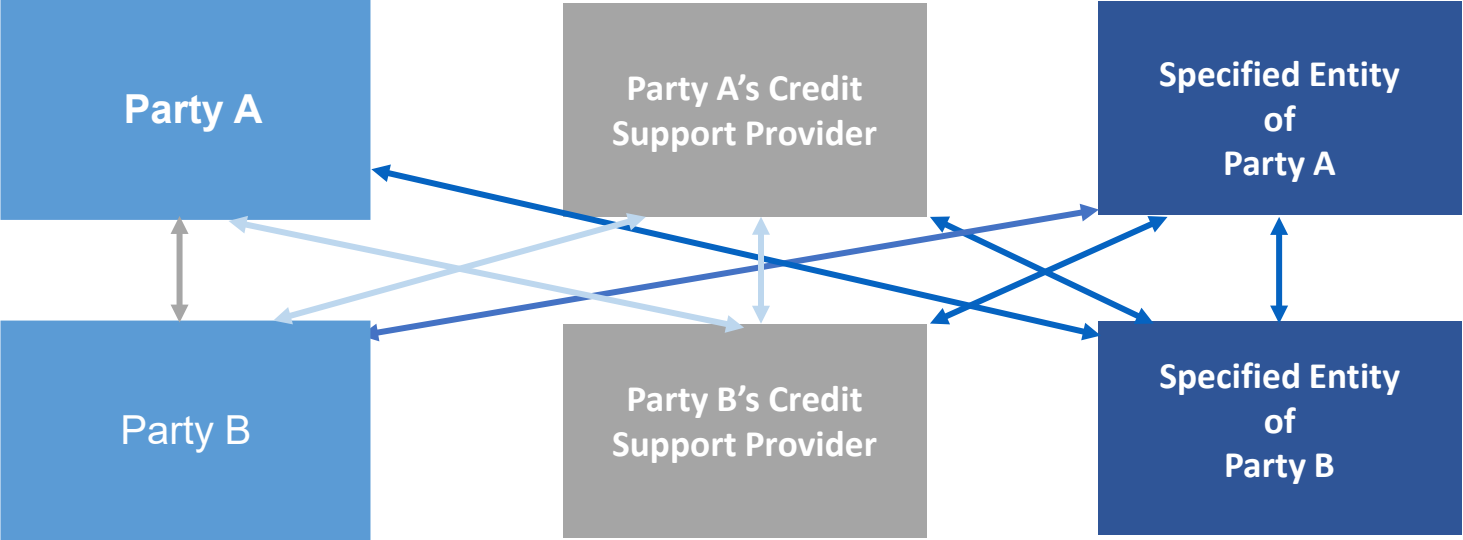 Party A
Party A’s Credit
Support Provider
Specified Entity
of
Party A
Party B
Party B’s Credit
Support Provider
Specified Entity
of
Party B